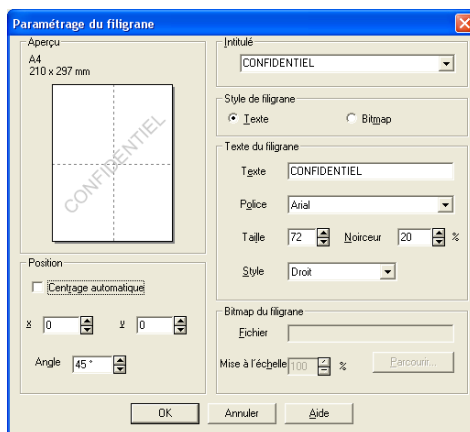 Paramétrage du filigrane
Aperçu
A4
210 x 297 mm
CONFIDENTIEL
Position
Centrage automatique
x 0 y 0
Angle 45 °
Intitulé
CONFIDENTIEL
Style de filigrane
Texte Bitmap
Texte du filigrane
Texte CONFIDENTIEL
Police Arial
Taille 72 Noirceur 20 %
Style Droit
Bitmap du filigrane
Fichier
Mise à l'échelle 100 % Parcourir...
OK Annuler Aide